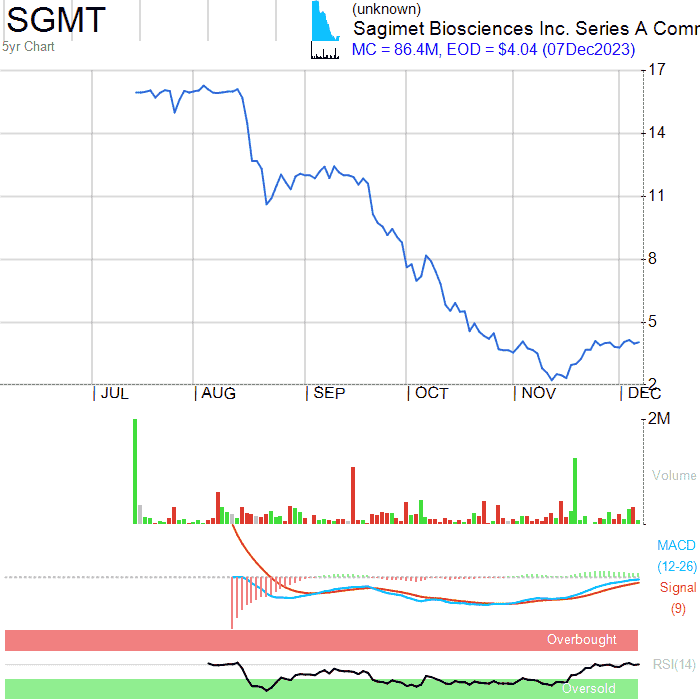 SGMT
(unknown)
Sagimet Biosciences Inc. Series A Comm
5yr Chart
MC = 86.4M, EOD = $4.04 (07Dec2023)
17
14
11
8
5
2
JUL AUG SEP OCT NOV DEC
2M
Volume
MACD
(12-26)
Signal
(9)
Overbought
RSI(14)
Oversold